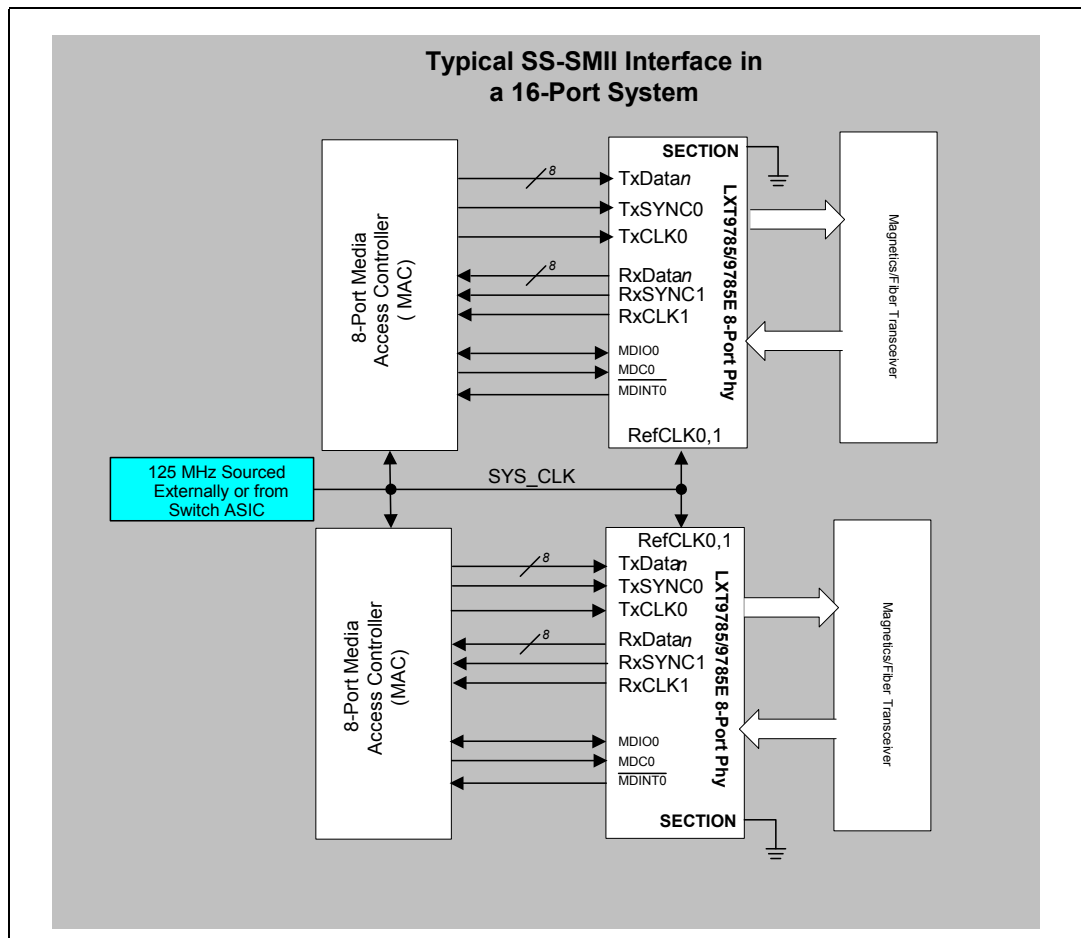 Typical SS-SMII Interface in
a 16-Port System
8-Port Media
Access Controller
( MAC)
8
TxDatan
TxSYNC0
TxCLK0
8
RxDatan
RxSYNC1
RxCLK1
MDIO0
MDC0
MDINT0
SECTION
LXT9785/9785E 8-Port Phy
RefCLK0,1
Magnetics/Fiber Transceiver
125 MHz Sourced
Externally or from
Switch ASIC
SYS_CLK
8-Port Media
Access Controller
(MAC)
RefCLK0,1
8
TxDatan
TxSYNC0
TxCLK0
8
RxDatan
RxSYNC1
RxCLK1
MDIO0
MDC0
MDINT0
SECTION
LXT9785/9785E 8-Port Phy
Magnetics/Fiber Transceiver